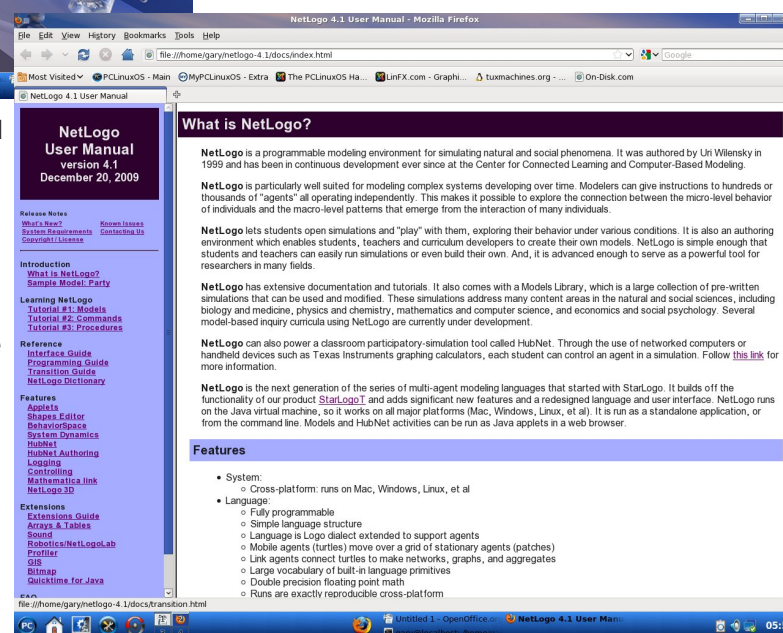 NetLogo 4.1 User Manual - Mozilla Firefox
File Edit View History Bookmarks Tools Help
file:///home/gary/netlogo-4.1/docs/index.html
Google
Most Visited PCLinuxOS - Main MyPCLinuxOS - Extra The PCLinuxOS Ha... LinFX.com - Graphi... tuxmachines.org - ... On-Disk.com
NetLogo 4.1 User Manual
NetLogo
User Manual
version 4.1
December 20, 2009
Release Notes
What's New? Known Issues
System Requirements Contacting Us
Copyright / License
Introduction
What is NetLogo?
Sample Model: Party
Learning NetLogo
Tutorial #1: Models
Tutorial #2: Commands
Tutorial #3: Procedures
Reference
Interface Guide
Programming Guide
Transition Guide
NetLogo Dictionary
Features
Applets
Shapes Editor
BehaviorSpace
System Dynamics
HubNet
HubNet Authoring
Logging
Controlling
Mathematica link
NetLogo 3D
Extensions
Extensions Guide
Arrays & Tables
Sound
Robotics/NetLogoLab
Profiler
GIS
Bitmap
Quicktime for Java
FAQ
What is NetLogo?
NetLogo is a programmable modeling environment for simulating natural and social phenomena. It was authored by Uri Wilensky in
1999 and has been in continuous development ever since at the Center for Connected Learning and Computer-Based Modeling.
NetLogo is particularly well suited for modeling complex systems developing over time. Modelers can give instructions to hundreds or
thousands of "agents" all operating independently. This makes it possible to explore the connection between the micro-level behavior
of individuals and the macro-level patterns that emerge from the interaction of many individuals.
NetLogo lets students open simulations and "play" with them, exploring their behavior under various conditions. It is also an authoring
environment which enables students, teachers and curriculum developers to create their own models. NetLogo is simple enough that
students and teachers can easily run simulations or even build their own. And, it is advanced enough to serve as a powerful tool for
researchers in many fields.
NetLogo has extensive documentation and tutorials. It also comes with a Models Library, which is a large collection of pre-written
simulations that can be used and modified. These simulations address many content areas in the natural and social sciences, including
biology and medicine, physics and chemistry, mathematics and computer science, and economics and social psychology. Several
model-based inquiry curricula using NetLogo are currently under development.
NetLogo can also power a classroom participatory-simulation tool called HubNet. Through the use of networked computers or
handheld devices such as Texas Instruments graphing calculators, each student can control an agent in a simulation. Follow this link for
more information.
NetLogo is the next generation of the series of multi-agent modeling languages that started with StarLogo. It builds off the
functionality of our product StarLogoT and adds significant new features and a redesigned language and user interface. NetLogo runs
on the Java virtual machine, so it works on all major platforms (Mac, Windows, Linux, et al). It is run as a standalone application, or
from the command line. Models and HubNet activities can be run as Java applets in a web browser.
Features
• System:
○ Cross-platform: runs on Mac, Windows, Linux, et al
• Language:
○ Fully programmable
○ Simple language structure
○ Language is Logo dialect extended to support agents
○ Mobile agents (turtles) move over a grid of stationary agents (patches)
○ Link agents connect turtles to make networks, graphs, and aggregates
○ Large vocabulary of built-in language primitives
○ Double precision floating point math
○ Runs are exactly reproducible cross-platform
file:///home/gary/netlogo-4.1/docs/transition.html
PC
Untitled 1 - OpenOffice.or NetLogo 4.1 User Manu
05: